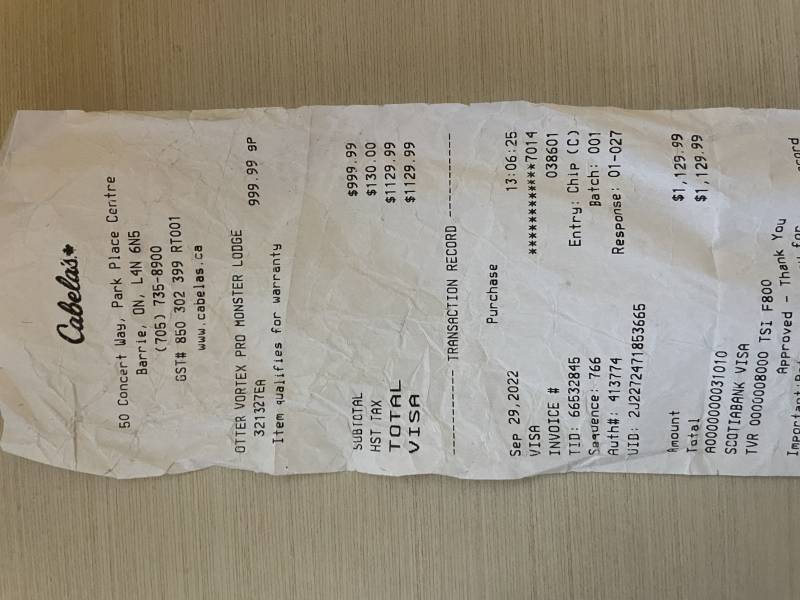 Cabela's
50 Concert Way, Park Place Centre
Barrie, ON, L4N 6N5
(705) 735-8900
GST# 850 302 399 RT001
www.cabelas.ca
OTTER VORTEX PRO MONSTER LODGE
321327EA 999.99 GP
Item qualifies for warranty
SUBTOTAL $999.99
HST TAX $130.00
TOTAL $1129.99
VISA $1129.99
---------- TRANSACTION RECORD ----------
Purchase
Sep 29,2022 13:06:25
VISA ************7014
INVOICE # 038601
TID: 66532845 Entry: Chip (C)
Sequence: 766 Batch: 001
Auth#: 413774 Response: 01-027
UID: 2J2272471853665
Amount $1,129.99
Total $1,129.99
A0000000031010
SCOTIABANK VISA
TVR 0000008000 TSI F800
Approved - Thank You
Important: